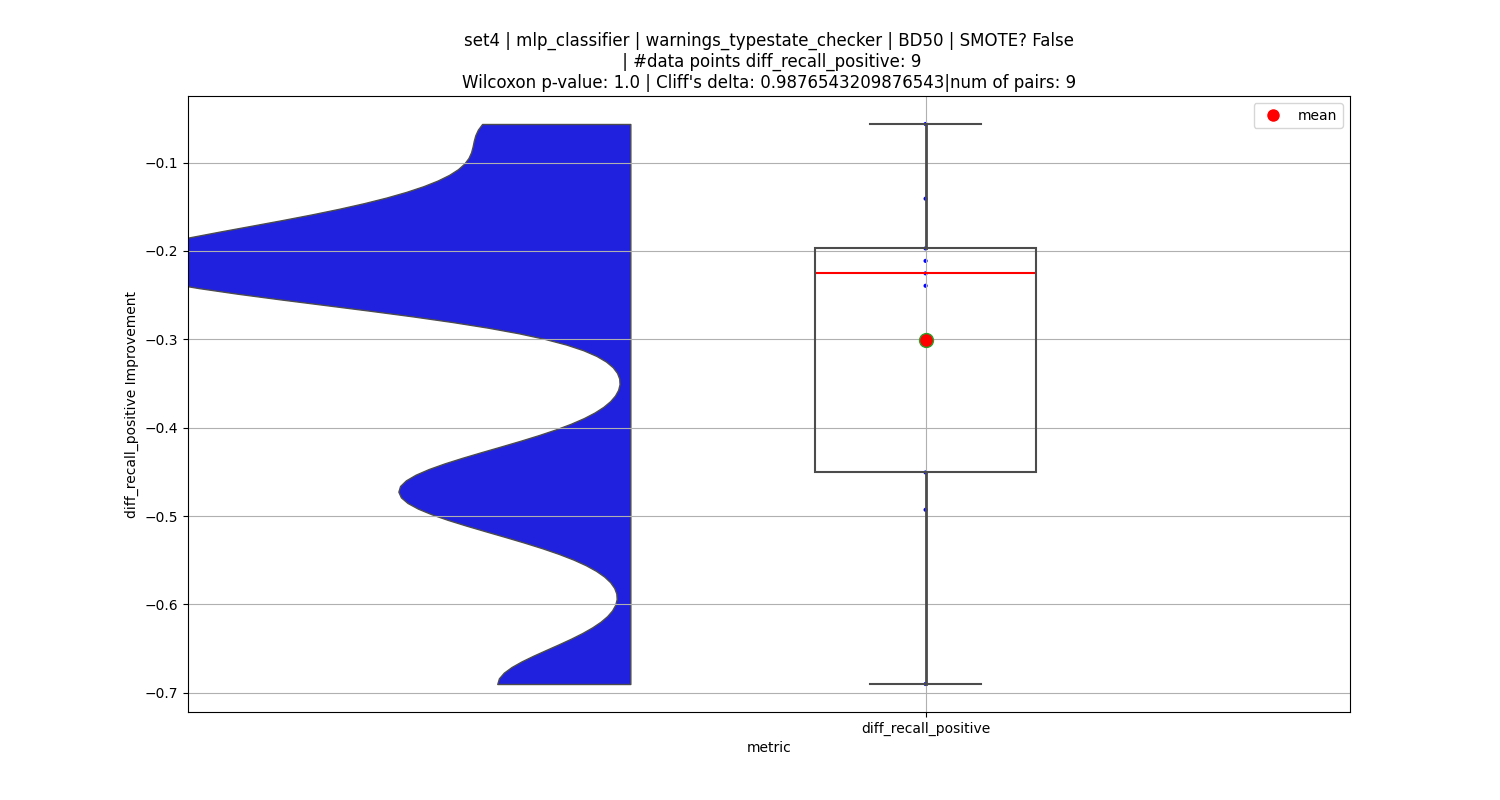 set4 | mlp_classifier | warnings_typestate_checker | BD50 | SMOTE? False
| #data points diff_recall_positive: 9
Wilcoxon p-value: 1.0 | Cliff's delta: 0.9876543209876543|num of pairs: 9
mean
−0.1
−0.2
−0.3
−0.4
−0.5
−0.6
−0.7
diff_recall_positive Improvement
diff_recall_positive
metric